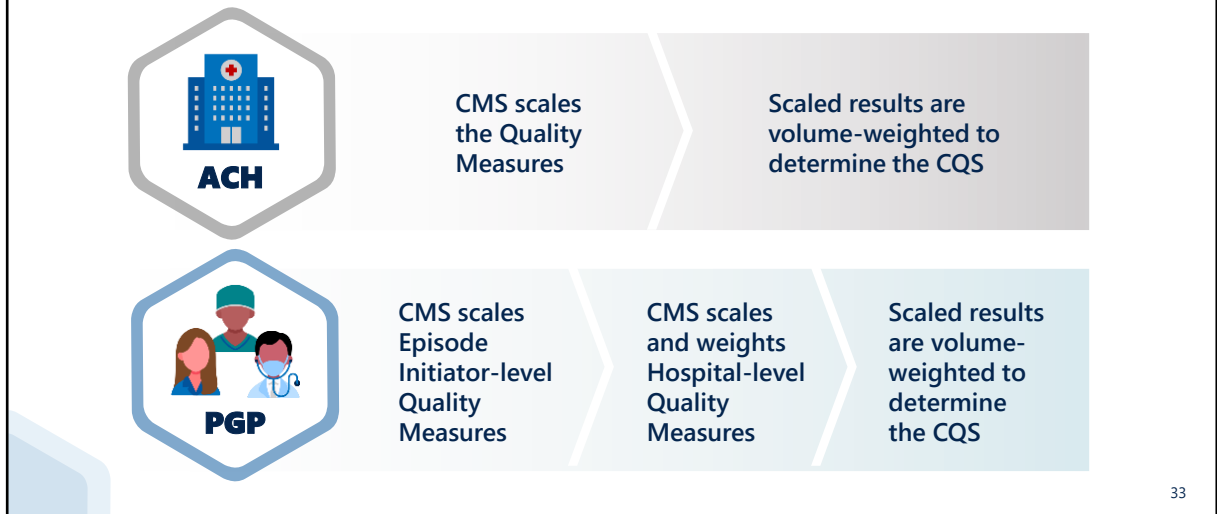 ACH
CMS scales
the Quality
Measures
Scaled results are
volume-weighted to
determine the CQS
PGP
CMS scales
Episode
Initiator-level
Quality
Measures
CMS scales
and weights
Hospital-level
Quality
Measures
Scaled results
are volume-
weighted to
determine
the CQS
33